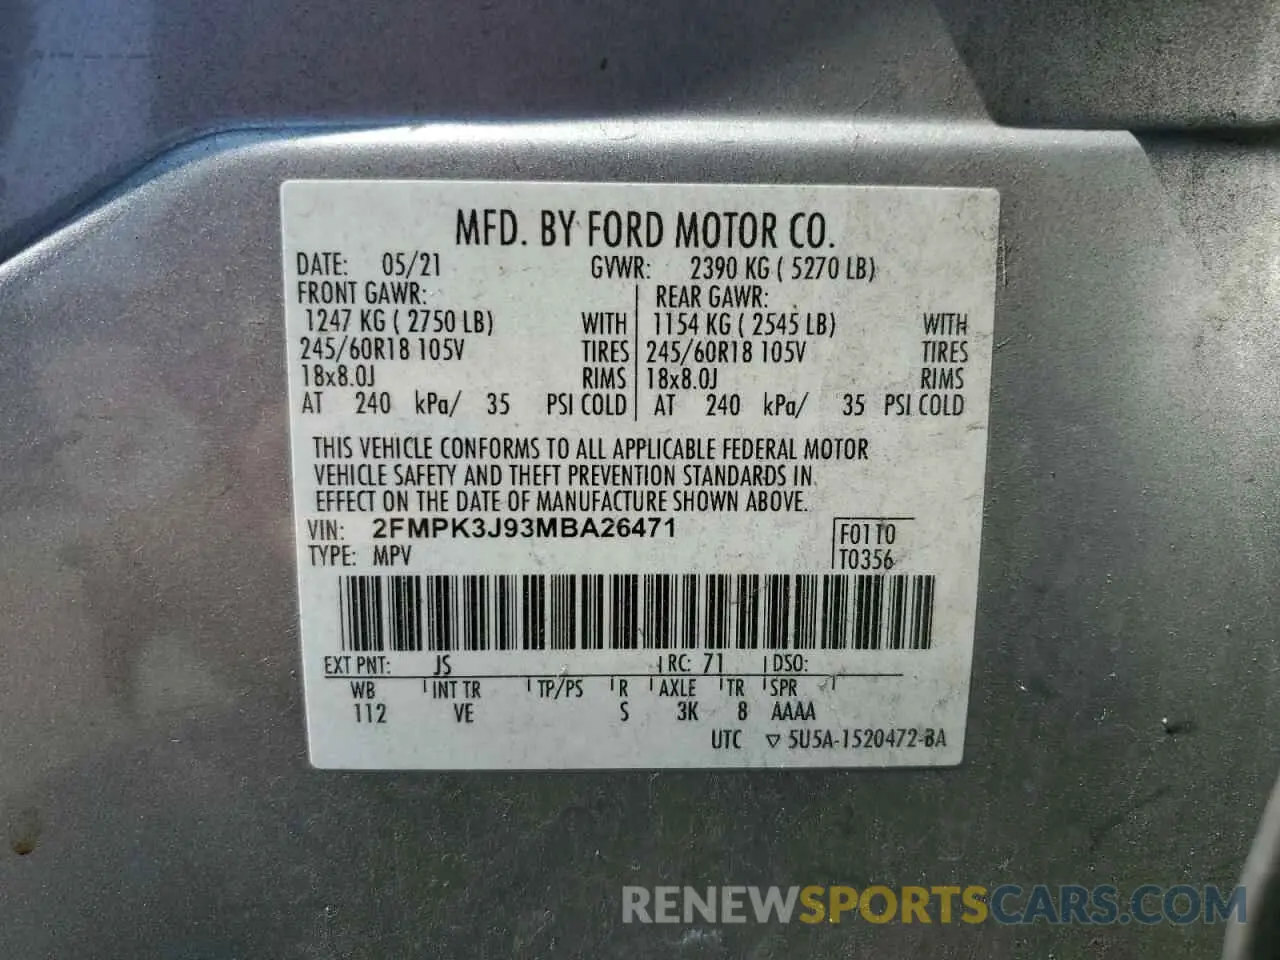 MFD. BY FORD MOTOR CO.
DATE: 05/21 GVWR: 2390 KG ( 5270 LB)
FRONT GAWR: REAR GAWR:
1247 KG ( 2750 LB) WITH 1154 KG ( 2545 LB) WITH
245/60R18 105V TIRES 245/60R18 105V TIRES
18x8.0J RIMS 18x8.0J RIMS
AT 240 kPa/ 35 PSI COLD AT 240 kPa/ 35 PSI COLD
THIS VEHICLE CONFORMS TO ALL APPLICABLE FEDERAL MOTOR
VEHICLE SAFETY AND THEFT PREVENTION STANDARDS IN
EFFECT ON THE DATE OF MANUFACTURE SHOWN ABOVE.
VIN: 2FMPK3J93MBA26471 F0110
TYPE: MPV T0356
EXT PNT: JS RC: 71 DSO:
WB INT TR TP/PS R AXLE TR SPR
112 VE S 3K 8 AAAA
UTC ▽ 5U5A-1520472-BA
RENEWSPORTSCARS.COM